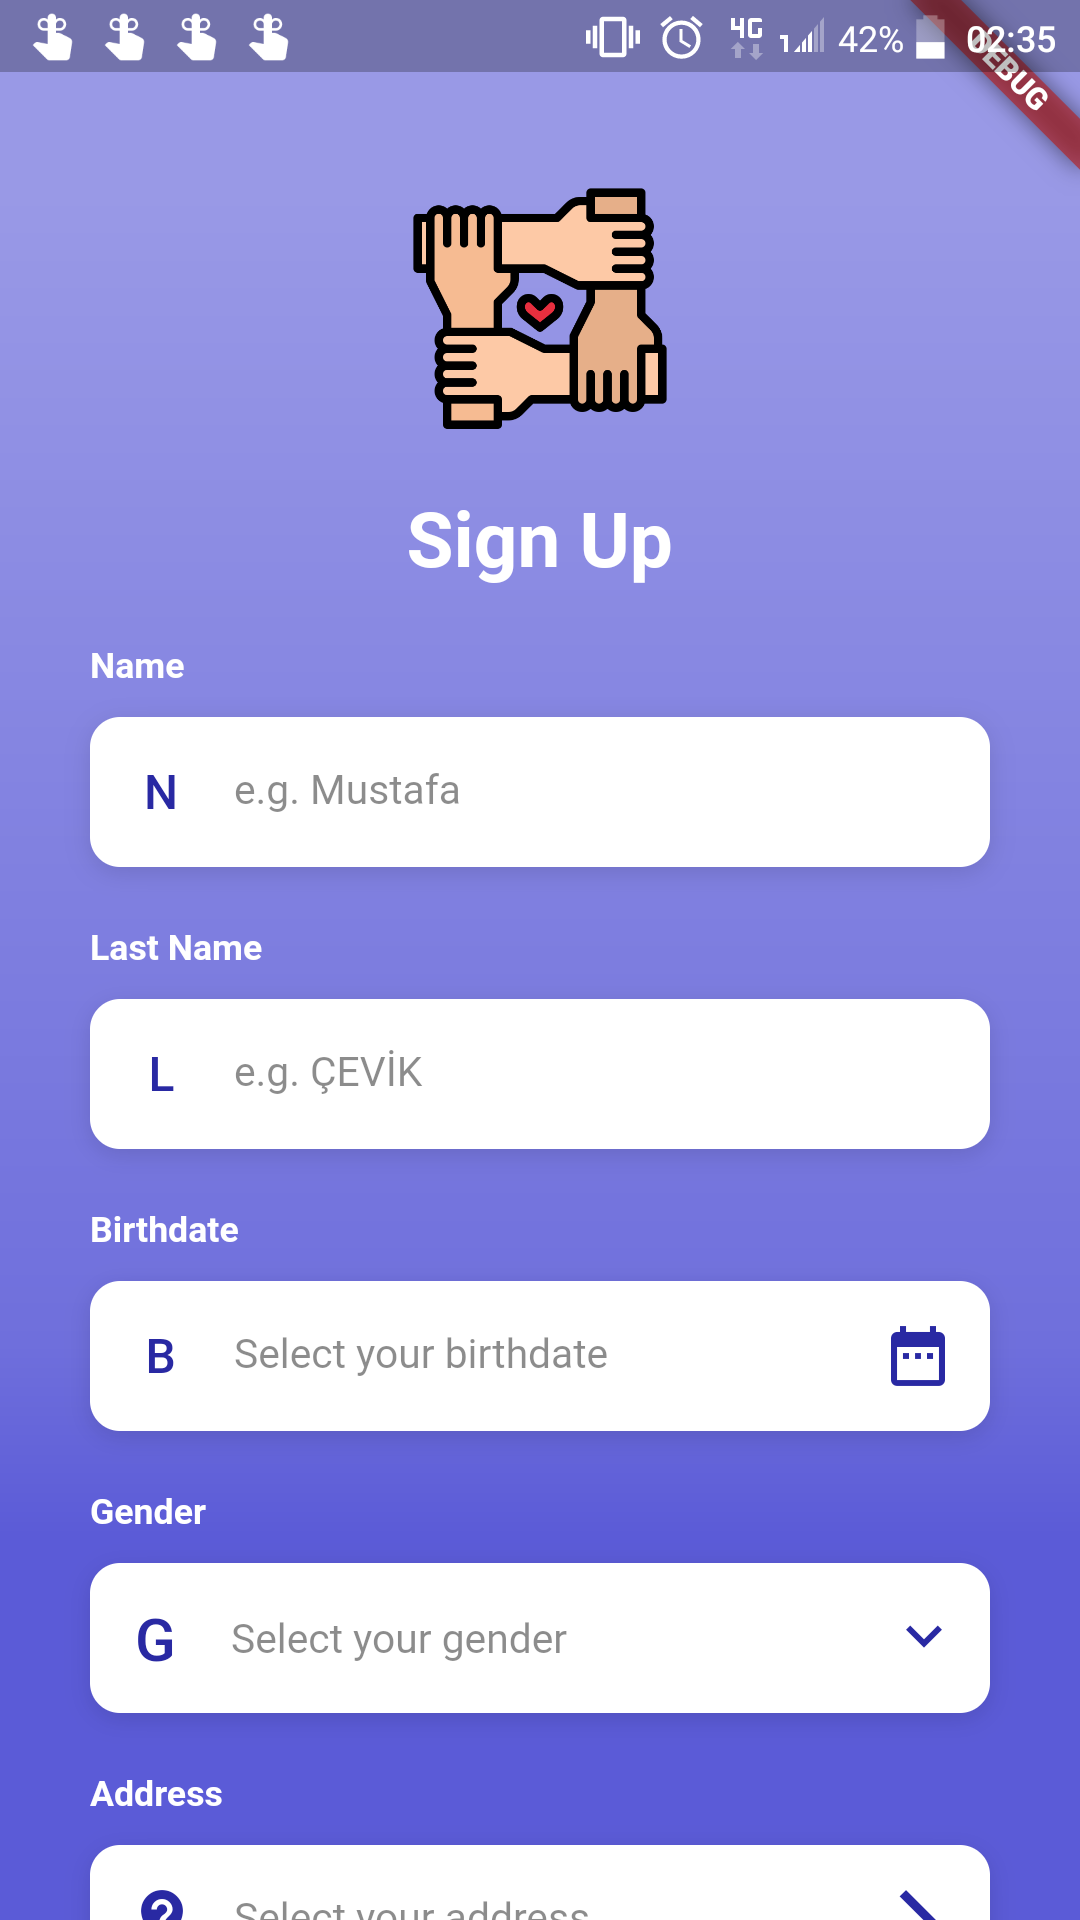 4G 42% 02:35
DEBUG
Sign Up
Name
N e.g. Mustafa
Last Name
L e.g. ÇEVİK
Birthdate
B Select your birthdate
Gender
G Select your gender
Address
? Select your address